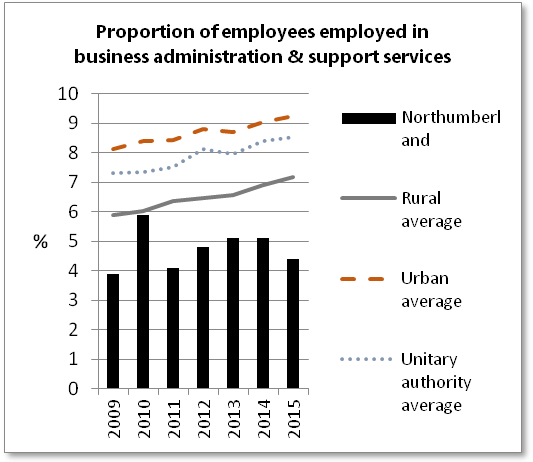 Proportion of employees employed in
business administration & support services
10
9
8
7
6
5
4
3
2
1
0
%
2009
2010
2011
2012
2013
2014
2015
Northumberl
and
Rural
average
Urban
average
Unitary
authority
average